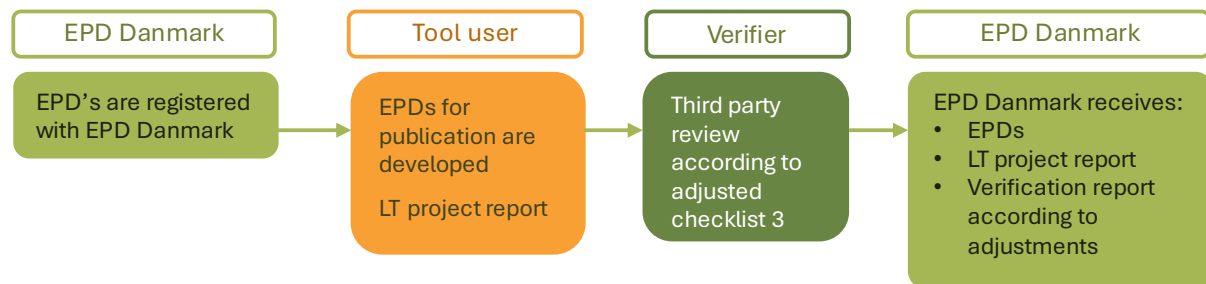 EPD Danmark
EPD’s are registered
with EPD Danmark
Tool user
EPDs for
publication are
developed
LT project report
Verifier
Third party
review
according to
adjusted
checklist 3
EPD Danmark
EPD Danmark receives:
• EPDs
• LT project report
• Verification report
according to
adjustments